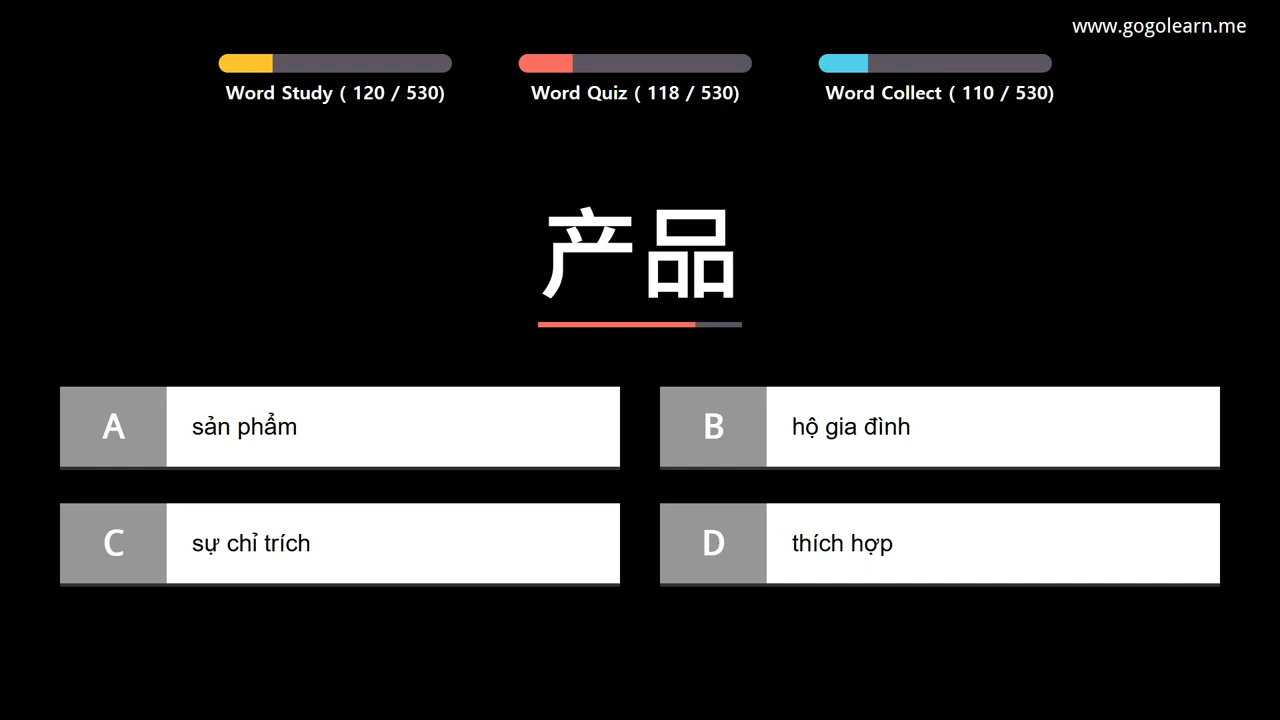 www.gogolearn.me
Word Study ( 120 / 530)
Word Quiz ( 118 / 530)
Word Collect ( 110 / 530)
产品
A sản phẩm
B hộ gia đình
C sự chỉ trích
D thích hợp